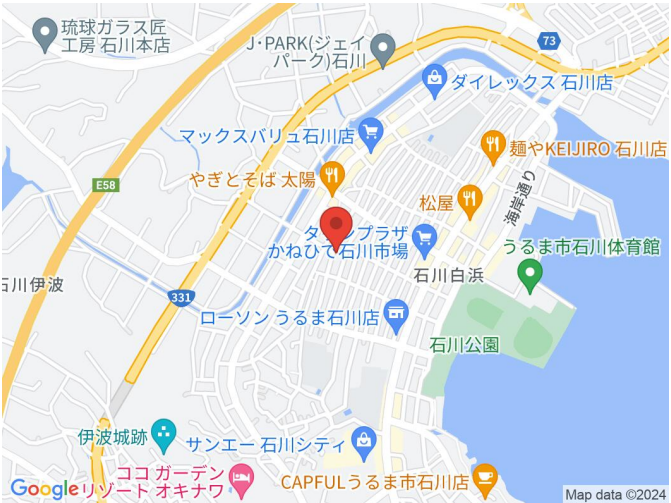 琉球ガラス匠
工房 石川本店
J・PARK(ジェイ
パーク)石川
73
ダイレックス 石川店
マックスバリュ石川店
麺やKEIJIRO 石川店
やぎとそば 太陽
E58
松屋
海岸通り
タウンプラザ
かねひで石川市場
うるま市石川体育館
石川白浜
石川伊波
331
ローソン うるま石川店
石川公園
伊波城跡
サンエー 石川シティ
ココ ガーデン
リゾート オキナワ
CAPFULうるま市石川店
Google
Map data ©2024